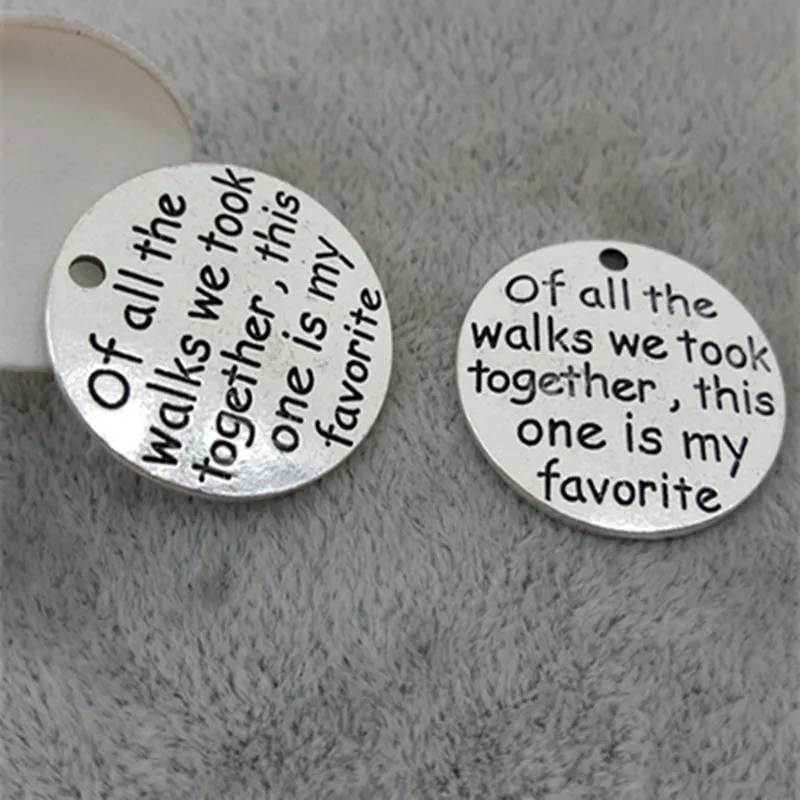 Of all the
walks we took
together , this
one is my
favorite
Of all the
walks we took
together , this
one is my
favorite